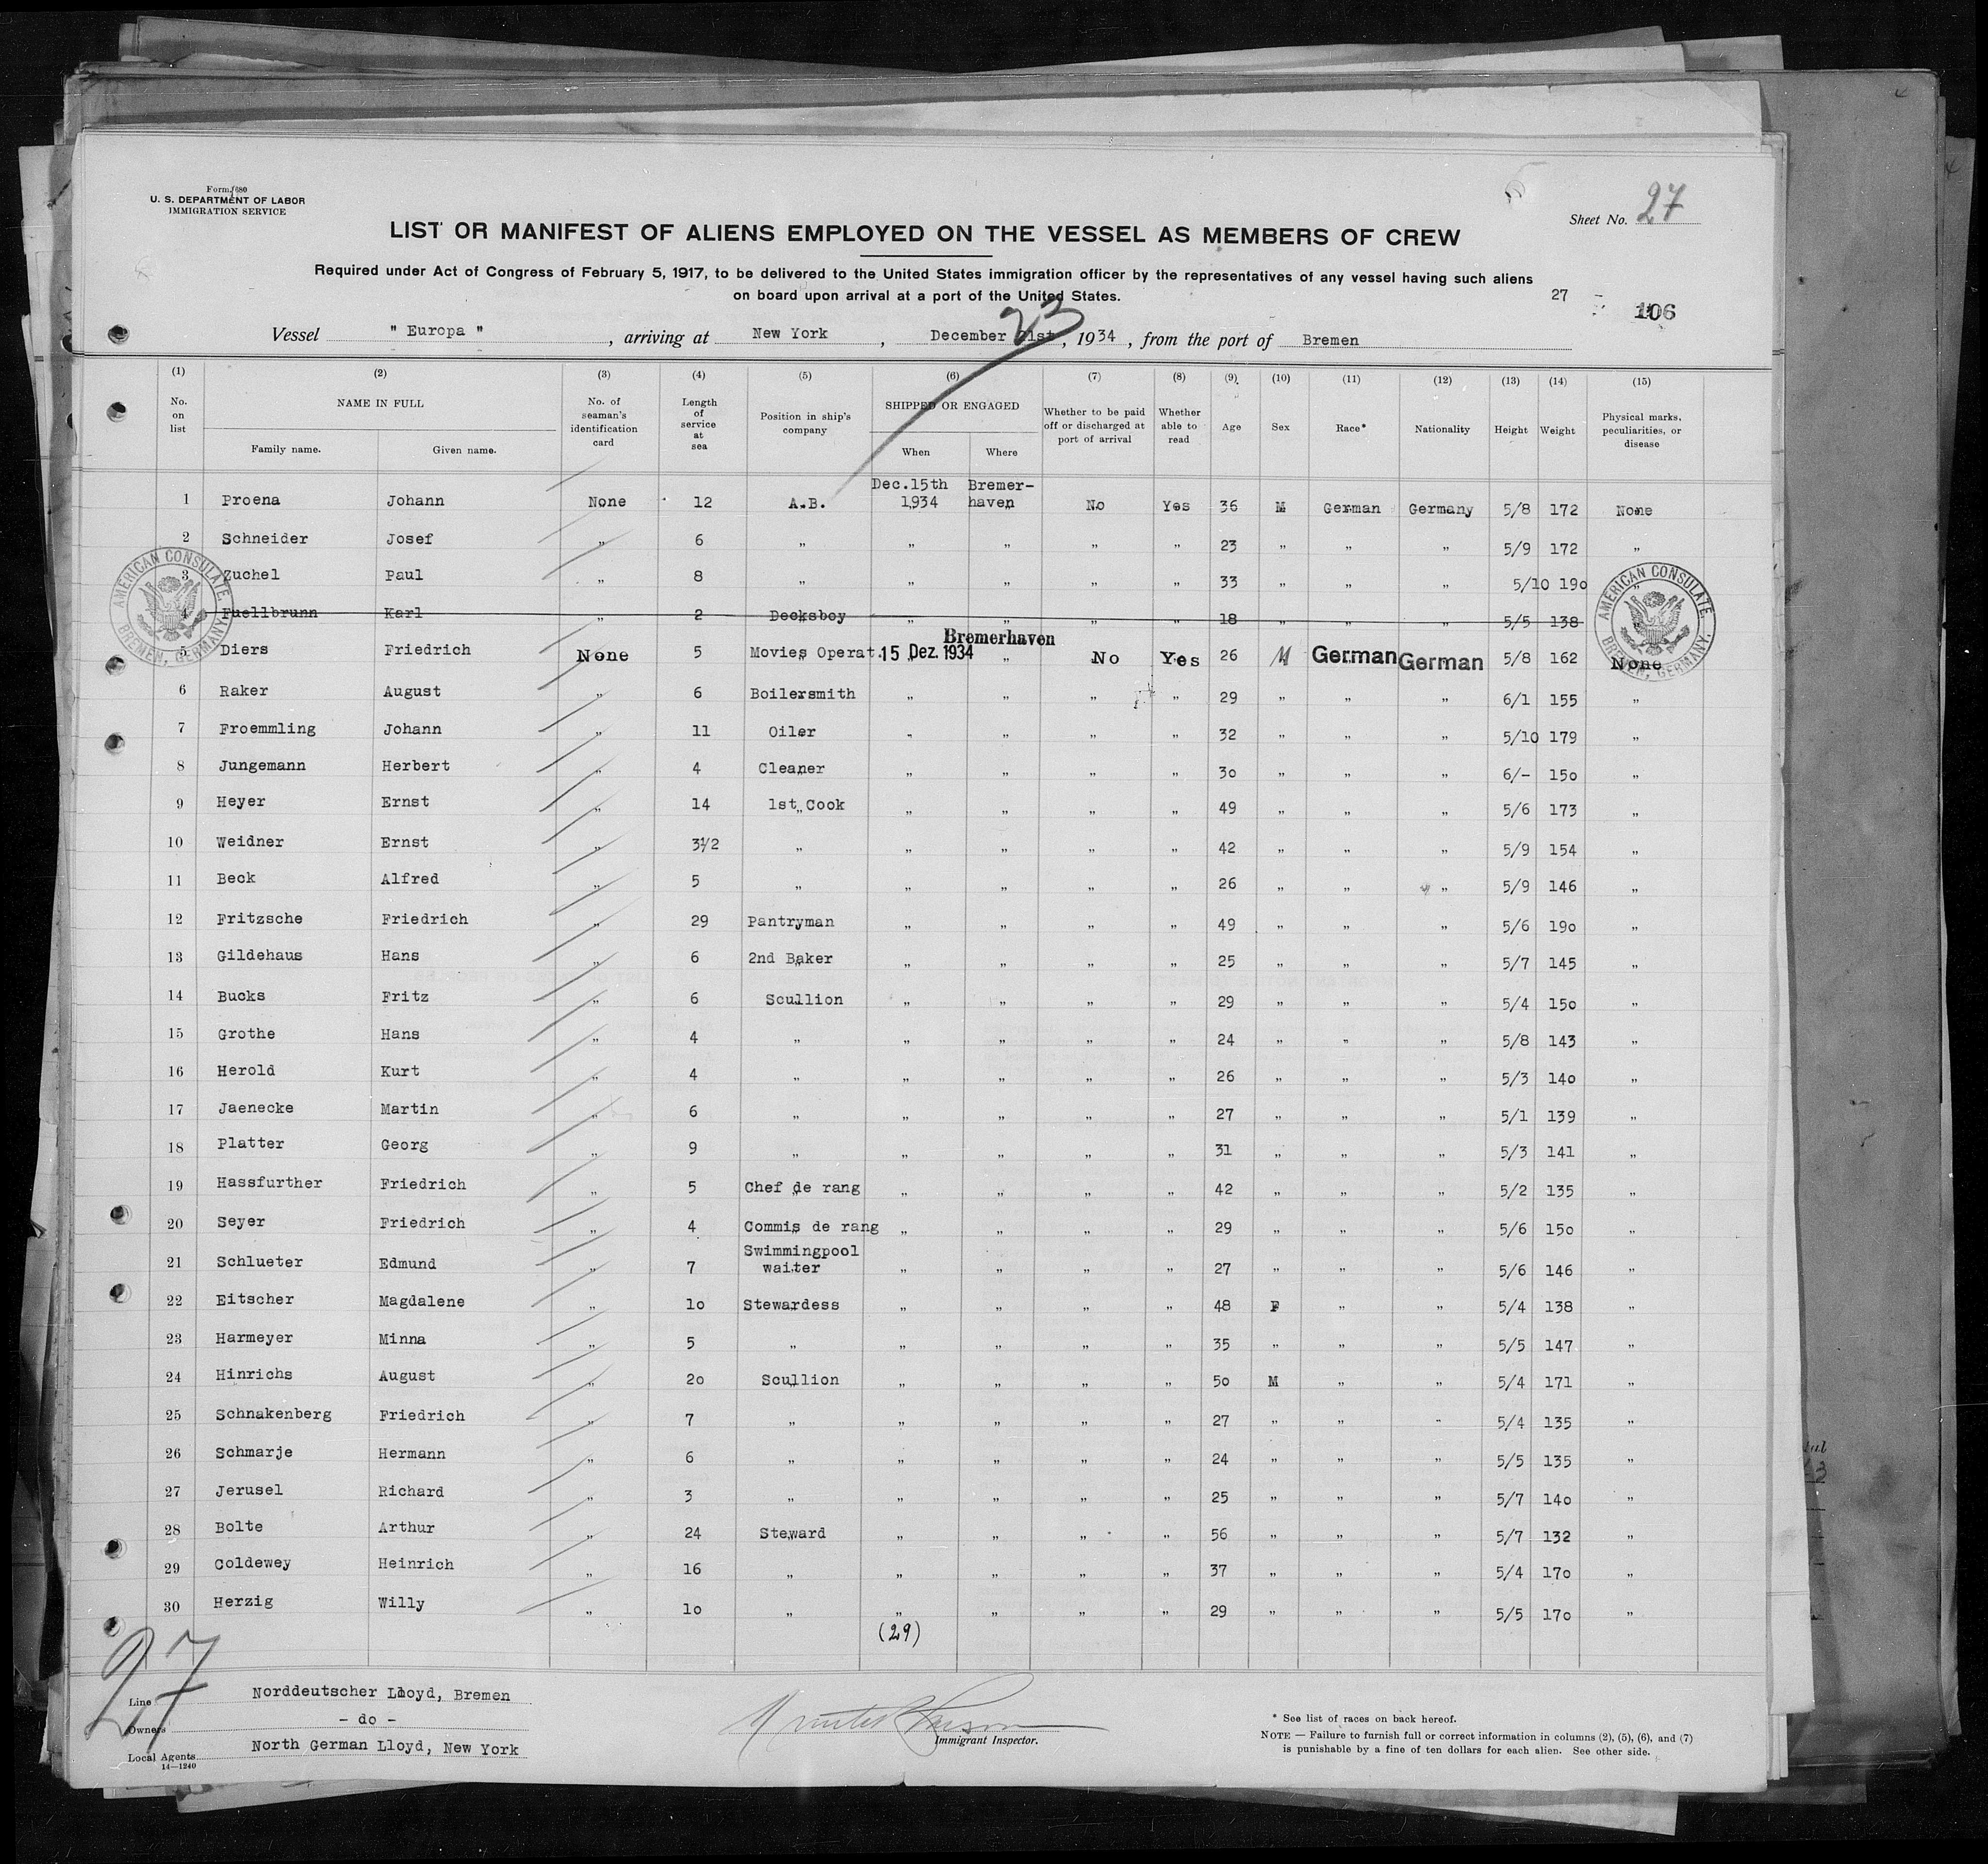 Form 680
U. S. DEPARTMENT OF LABOR
IMMIGRATION SERVICE
Sheet No. 27
LIST OR MANIFEST OF ALIENS EMPLOYED ON THE VESSEL AS MEMBERS OF CREW
Required under Act of Congress of February 5, 1917, to be delivered to the United States immigration officer by the representatives of any vessel having such aliens
on board upon arrival at a port of the United States.
27
106
23
Vessel " Europa " , arriving at New York , December 21st , 1934 , from the port of Bremen
(1) (2) (3) (4) (5) (6) (7) (8) (9) (10) (11) (12) (13) (14) (15)
No. on list NAME IN FULL Family name. Given name. No. of seaman's identification card Length of service at sea Position in ship's company SHIPPED OR ENGAGED When Where Whether to be paid off or discharged at port of arrival Whether able to read Age Sex Race* Nationality Height Weight Physical marks, peculiarities, or disease
1 Proena Johann None 12 A.B. Dec.15th 1934 Bremer-haven No Yes 36 M German Germany 5/8 172 None
2 Schneider Josef " 6 " " " " " 23 " " " 5/9 172 "
3 Zuchel Paul " 8 " " " " " 33 " " " 5/10 190
4 Fuellbrunn Karl " 2 Decksboy " " " " 18 " " " 5/5 138
5 Diers Friedrich None 5 Movies Operat. 15 Dez. 1934 Bremerhaven " No Yes 26 M German German 5/8 162 None
6 Raker August " 6 Boilersmith " " " " 29 " " " 6/1 155 "
7 Froemmling Johann " 11 Oiler " " " " 32 " " " 5/10 179 "
8 Jungemann Herbert " 4 Cleaner " " " " 30 " " " 6/- 150 "
9 Heyer Ernst " 14 1st Cook " " " " 49 " " " 5/6 173 "
10 Weidner Ernst " 3½ " " " " " 42 " " " 5/9 154 "
11 Beck Alfred " 5 " " " " " 26 " " " 5/9 146 "
12 Fritzsche Friedrich " 29 Pantryman " " " " 49 " " " 5/6 190 "
13 Gildehaus Hans " 6 2nd Baker " " " " 25 " " " 5/7 145 "
14 Bucks Fritz " 6 Scullion " " " " 29 " " " 5/4 150 "
15 Grothe Hans " 4 " " " " " 24 " " " 5/8 143 "
16 Herold Kurt " 4 " " " " " 26 " " " 5/3 140 "
17 Jaenecke Martin " 6 " " " " " 27 " " " 5/1 139 "
18 Platter Georg " 9 " " " " " 31 " " " 5/3 141 "
19 Hassfurther Friedrich " 5 Chef de rang " " " " 42 " " " 5/2 135 "
20 Seyer Friedrich " 4 Commis de rang " " " " 29 " " " 5/6 150 "
21 Schlueter Edmund " 7 Swimmingpool waiter " " " " 27 " " " 5/6 146 "
22 Eitscher Magdalene " 10 Stewardess " " " " 48 F " " 5/4 138 "
23 Harmeyer Minna " 5 " " " " " 35 " " " 5/5 147 "
24 Hinrichs August " 20 Scullion " " " " 50 M " " 5/4 171 "
25 Schnakenberg Friedrich " 7 " " " " " 27 " " " 5/4 135 "
26 Schmarje Hermann " 6 " " " " " 24 " " " 5/5 135 "
27 Jerusel Richard " 3 " " " " " 25 " " " 5/7 140 "
28 Bolte Arthur " 24 Steward " " " " 56 " " " 5/7 132 "
29 Coldewey Heinrich " 16 " " " " " 37 " " " 5/4 170 "
30 Herzig Willy " 10 " " " " " 29 " " " 5/5 170 "
(29)
AMERICAN CONSULATE, BREMEN, GERMANY.
AMERICAN CONSULATE, BREMEN, GERMANY.
27
Line Norddeutscher Lloyd, Bremen
Owners - do -
Local Agents North German Lloyd, New York
14—1240
Immigrant Inspector.
* See list of races on back hereof.
NOTE — Failure to furnish full or correct information in columns (2), (5), (6), and (7)
is punishable by a fine of ten dollars for each alien. See other side.